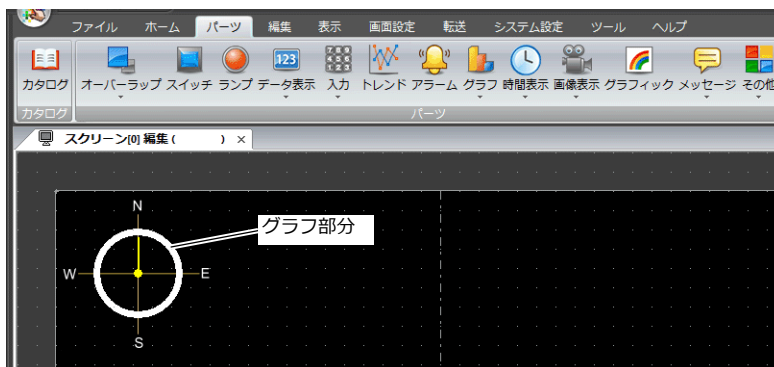 ファイル ホーム パーツ 編集 表示 画面設定 転送 システム設定 ツール ヘルプ
カタログ オーバーラップ スイッチ ランプ データ表示 入力 トレンド アラーム グラフ 時間表示 画像表示 グラフィック メッセージ その他
カタログ パーツ
スクリーン[0] 編集 ( ) ×
N
グラフ部分
W E
S